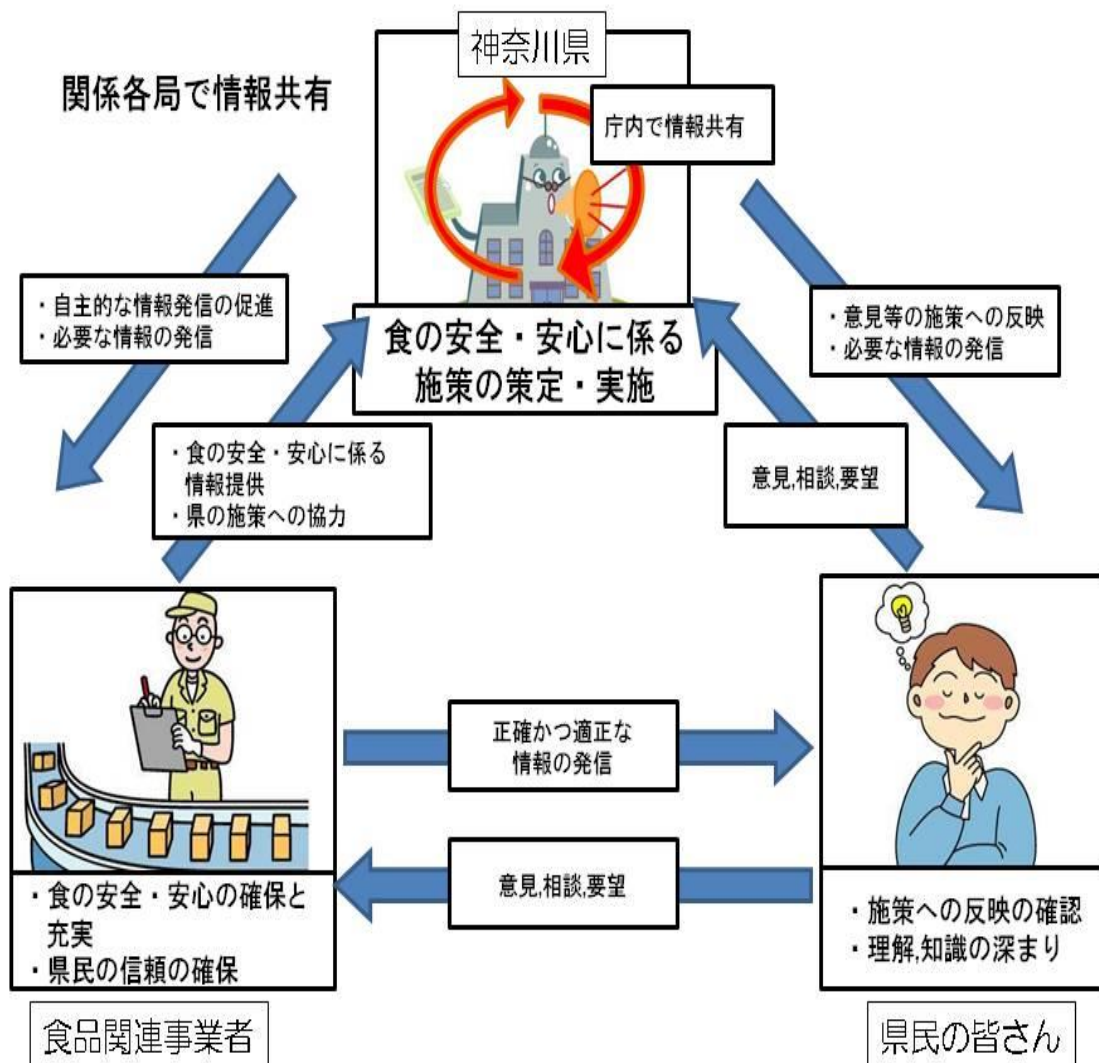 神奈川県
関係各局で情報共有
庁内で情報共有
・自主的な情報発信の促進
・必要な情報の発信
食の安全・安心に係る
施策の策定・実施
・意見等の施策への反映
・必要な情報の発信
・食の安全・安心に係る
情報提供
・県の施策への協力
意見,相談,要望
正確かつ適正な
情報の発信
意見,相談,要望
・食の安全・安心の確保と
充実
・県民の信頼の確保
・施策への反映の確認
・理解,知識の深まり
食品関連事業者
県民の皆さん